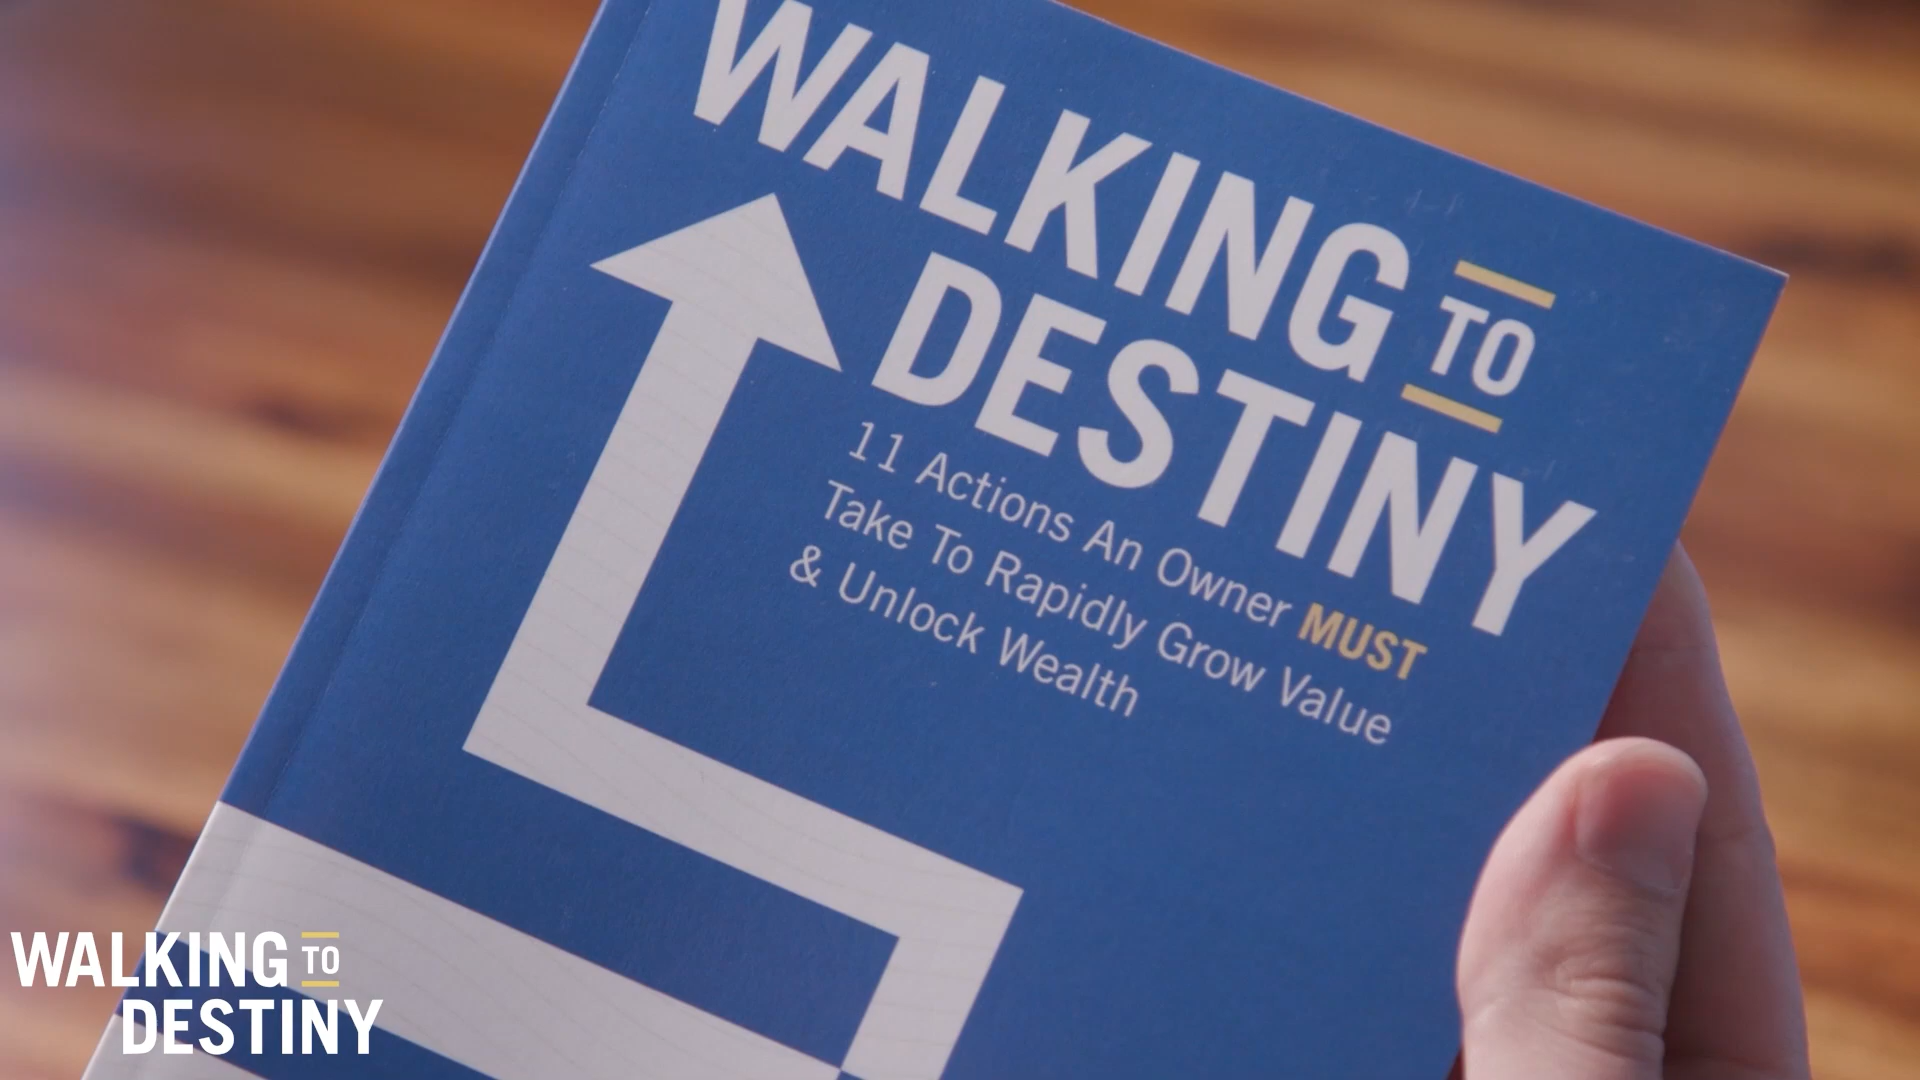 WALKING TO
DESTINY
11 Actions An Owner MUST
Take To Rapidly Grow Value
& Unlock Wealth
WALKING TO
DESTINY